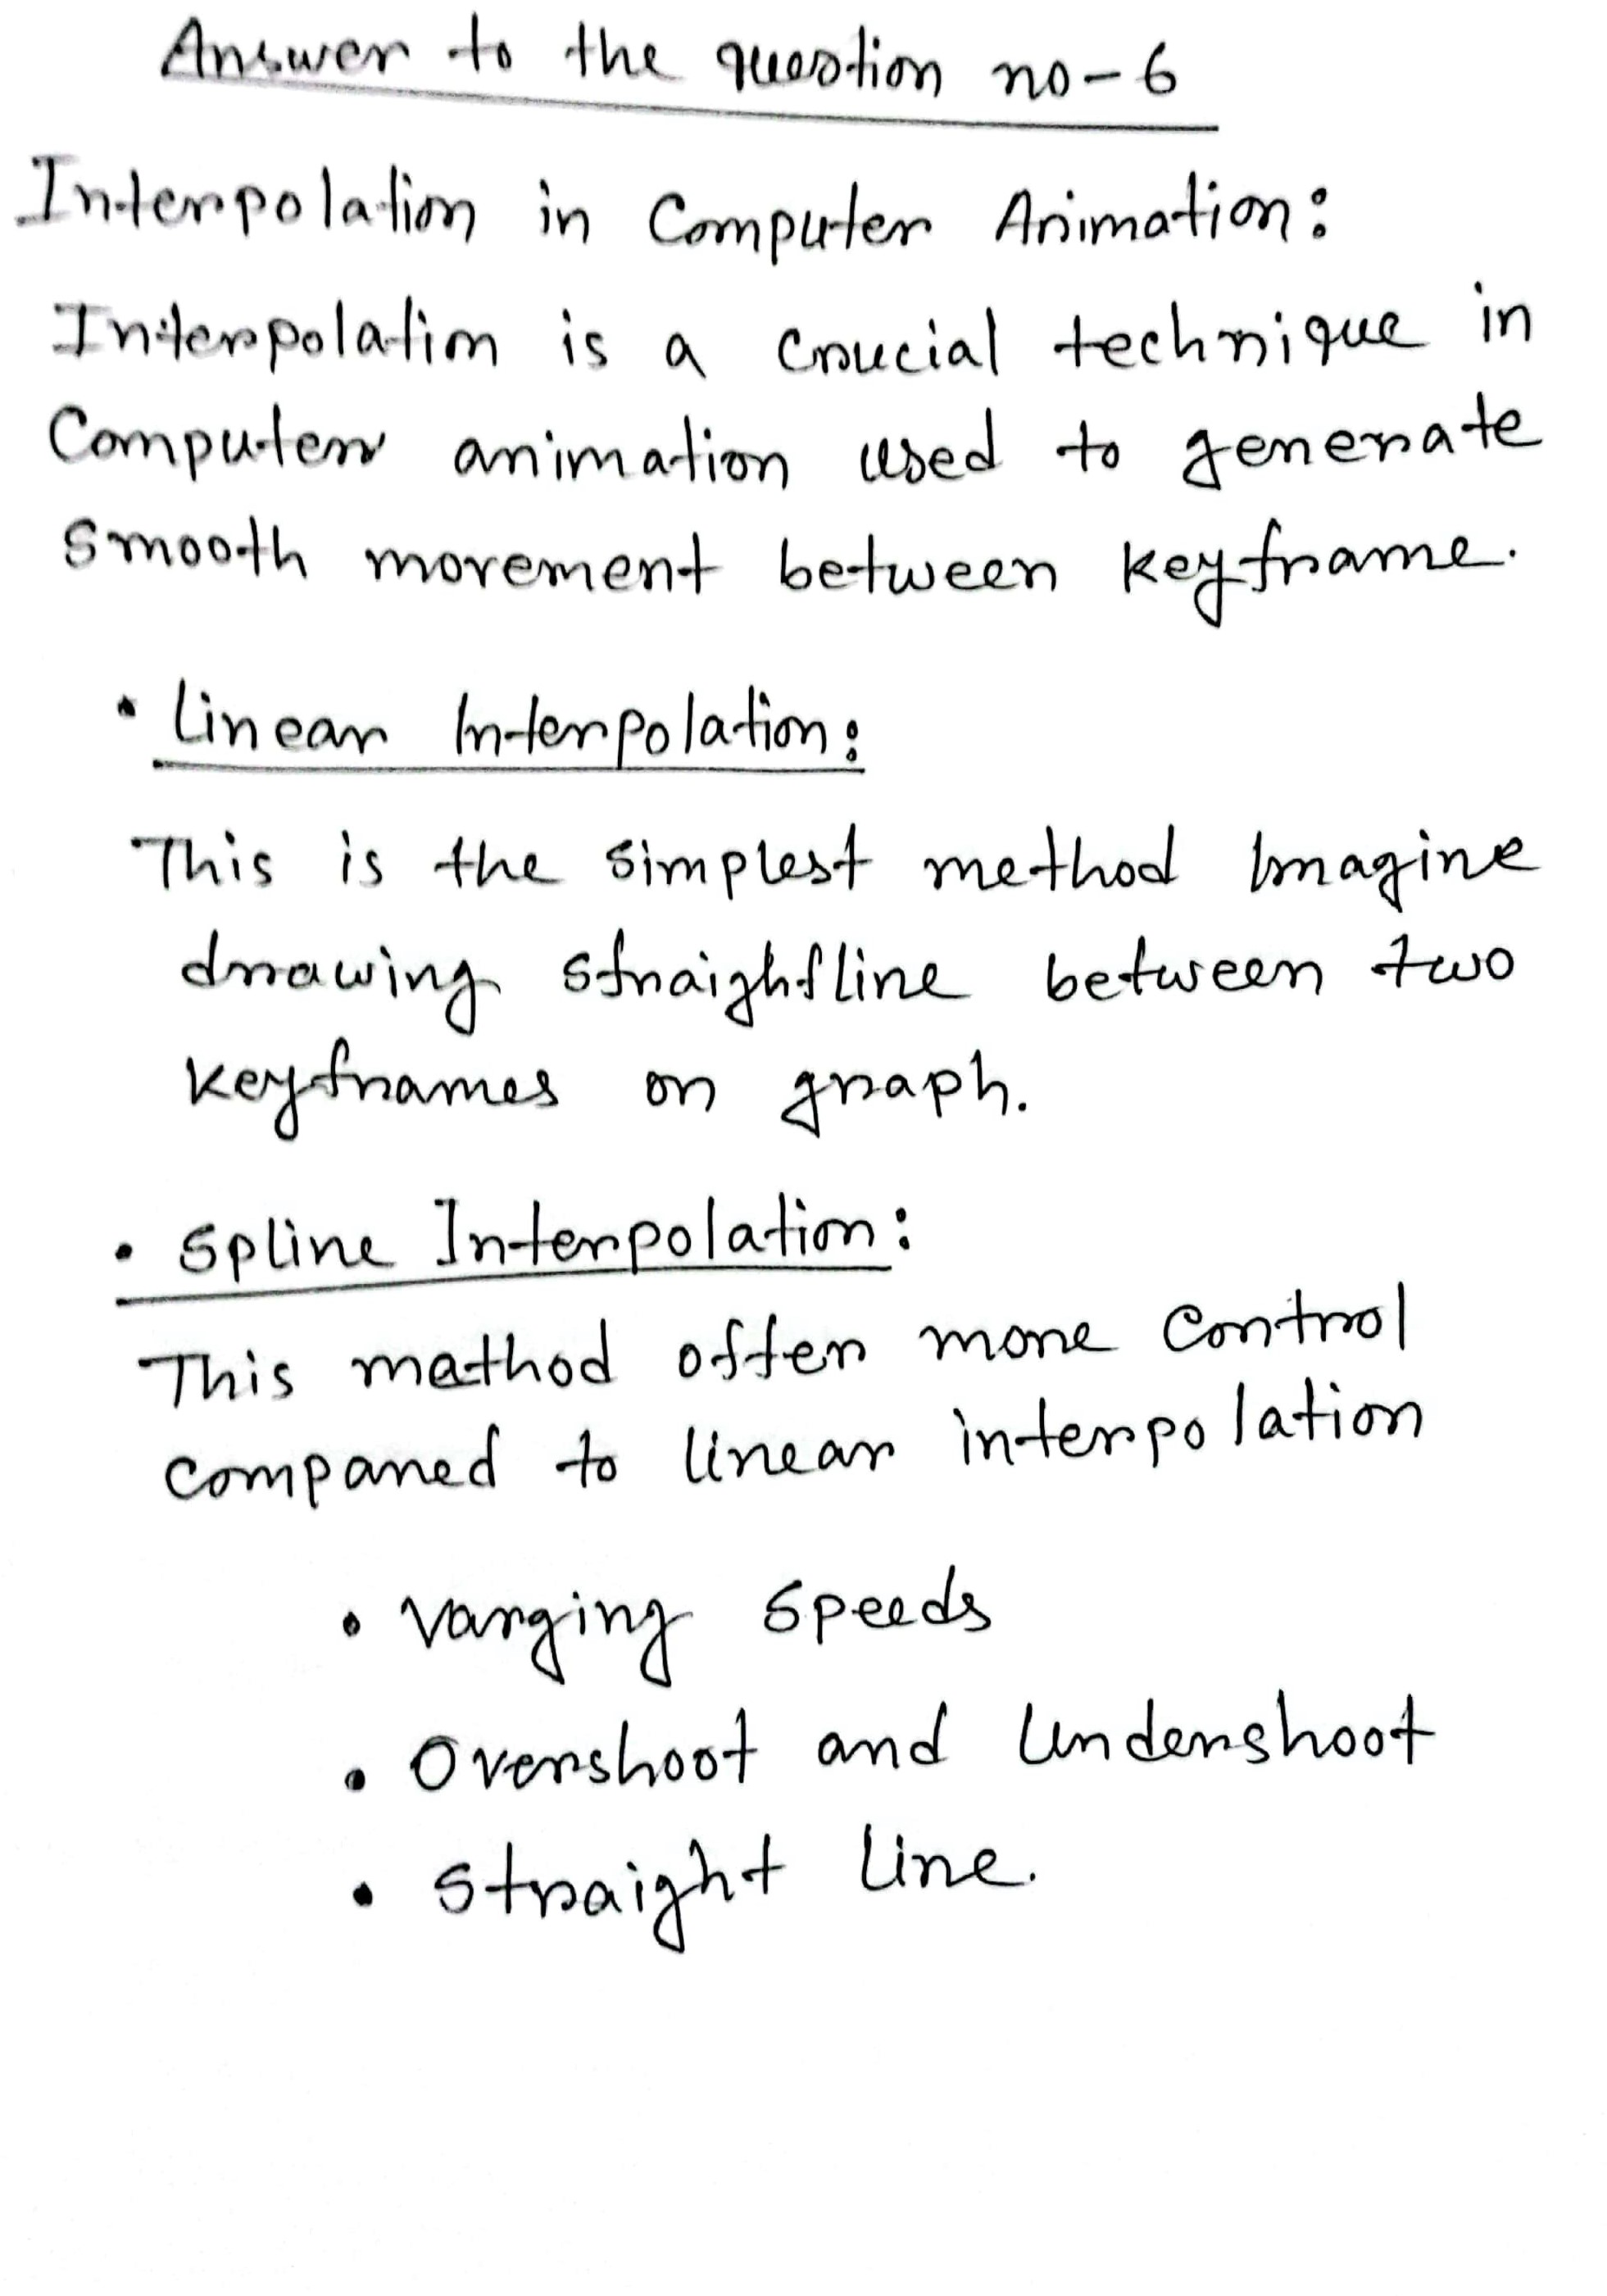 Answer to the question no-6
Interpolation in Computer Animation:
Interpolation is a crucial technique in
Computer animation used to generate
smooth movement between keyframe.
• Linear Interpolation:
This is the simplest method Imagine
drawing straightline between two
keyframes on graph.
• Spline Interpolation:
This mathod offer more control
compared to linear interpolation
• Varying speeds
• Overshoot and Undershoot
• Straight line.